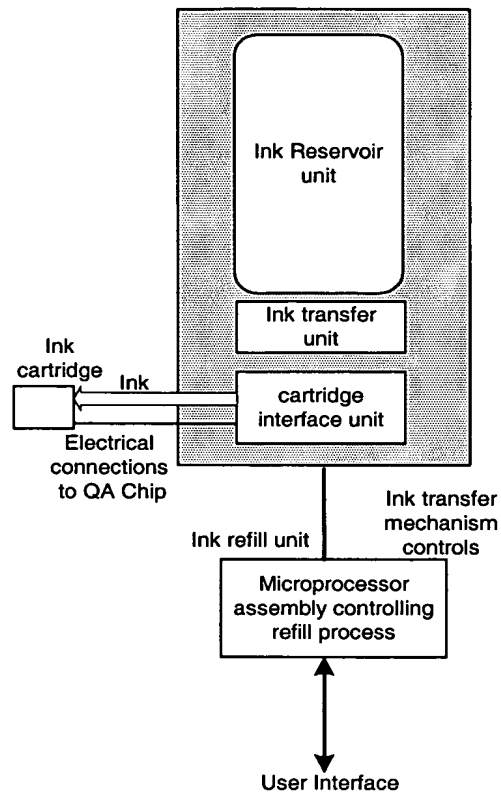 Ink Reservoir
unit
Ink transfer
unit
Ink
cartridge
Ink
cartridge
interface unit
Electrical
connections
to QA Chip
Ink transfer
mechanism
controls
Ink refill unit
Microprocessor
assembly controlling
refill process
User Interface